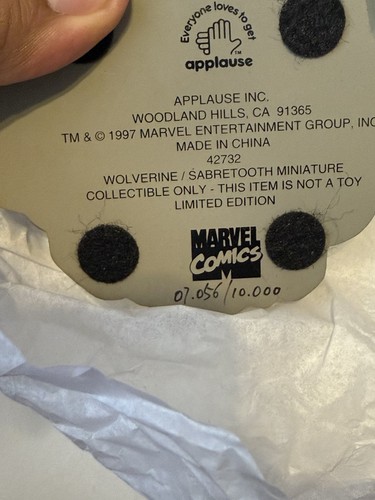 Everyone loves to get
TM
applause
APPLAUSE INC.
WOODLAND HILLS, CA 91365
TM & © 1997 MARVEL ENTERTAINMENT GROUP, INC
MADE IN CHINA
42732
WOLVERINE / SABRETOOTH MINIATURE
COLLECTIBLE ONLY - THIS ITEM IS NOT A TOY
LIMITED EDITION
MARVEL
COMICS
07.056/10.000